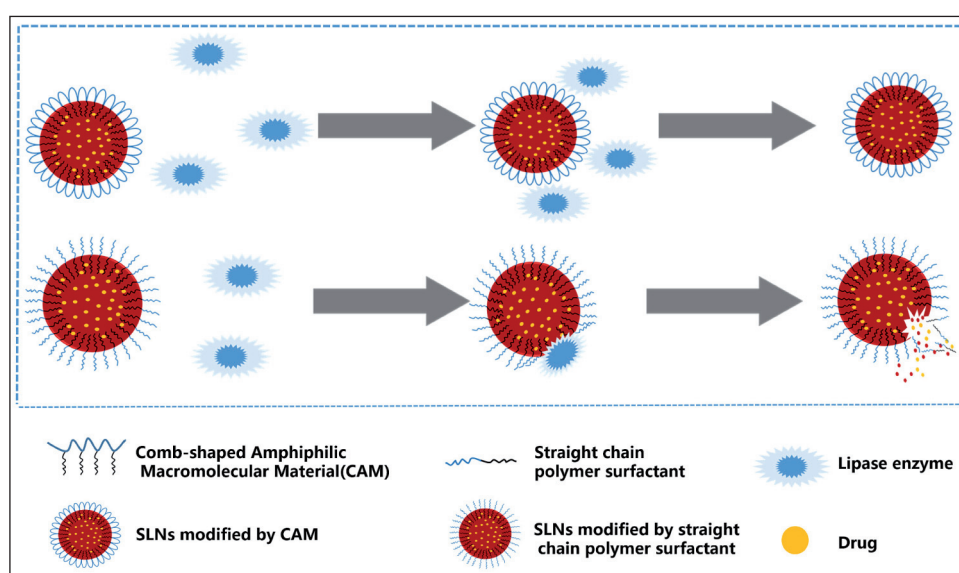 Comb-shaped Amphiphilic
Macromolecular Material(CAM)
Straight chain
polymer surfactant
Lipase enzyme
SLNs modified by CAM
SLNs modified by straight
chain polymer surfactant
Drug